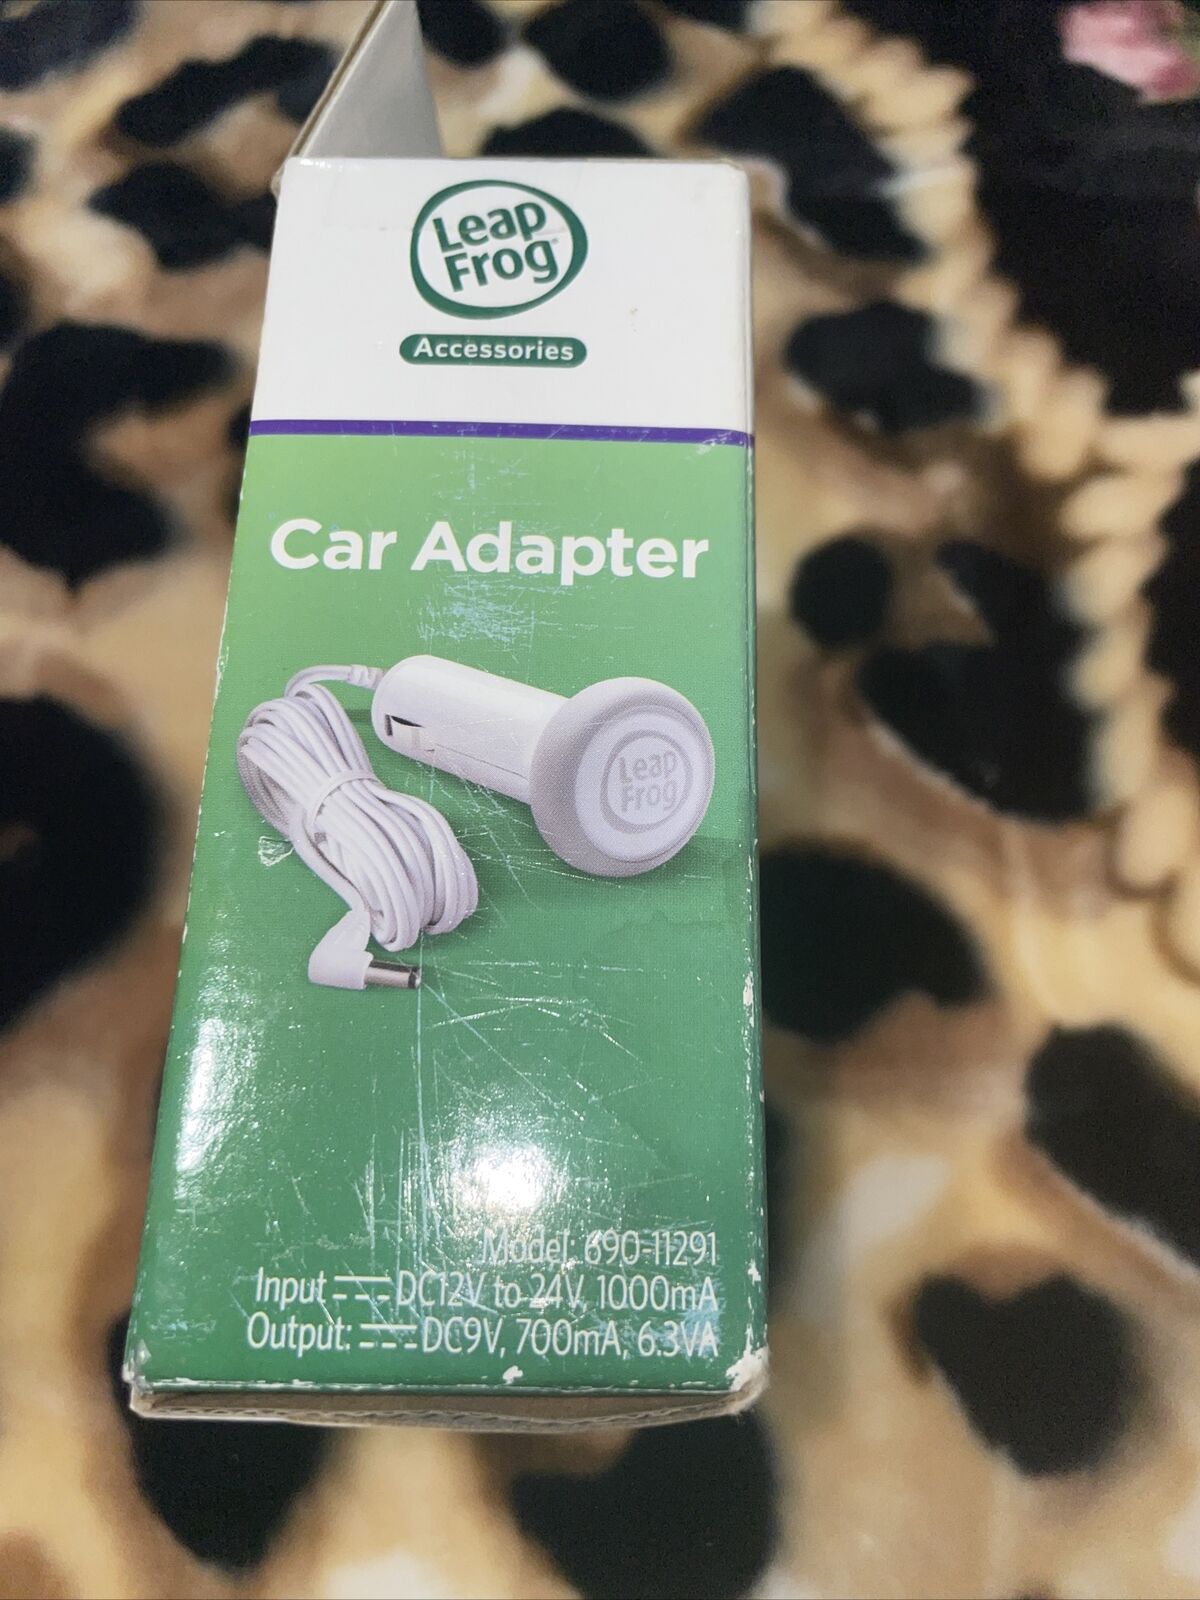 Leap
Frog
Accessories
Car Adapter
Leap
Frog
Model: 690-11291
Input ⎓ DC12V to 24V, 1000mA
Output: ⎓ DC9V, 700mA, 6.3VA